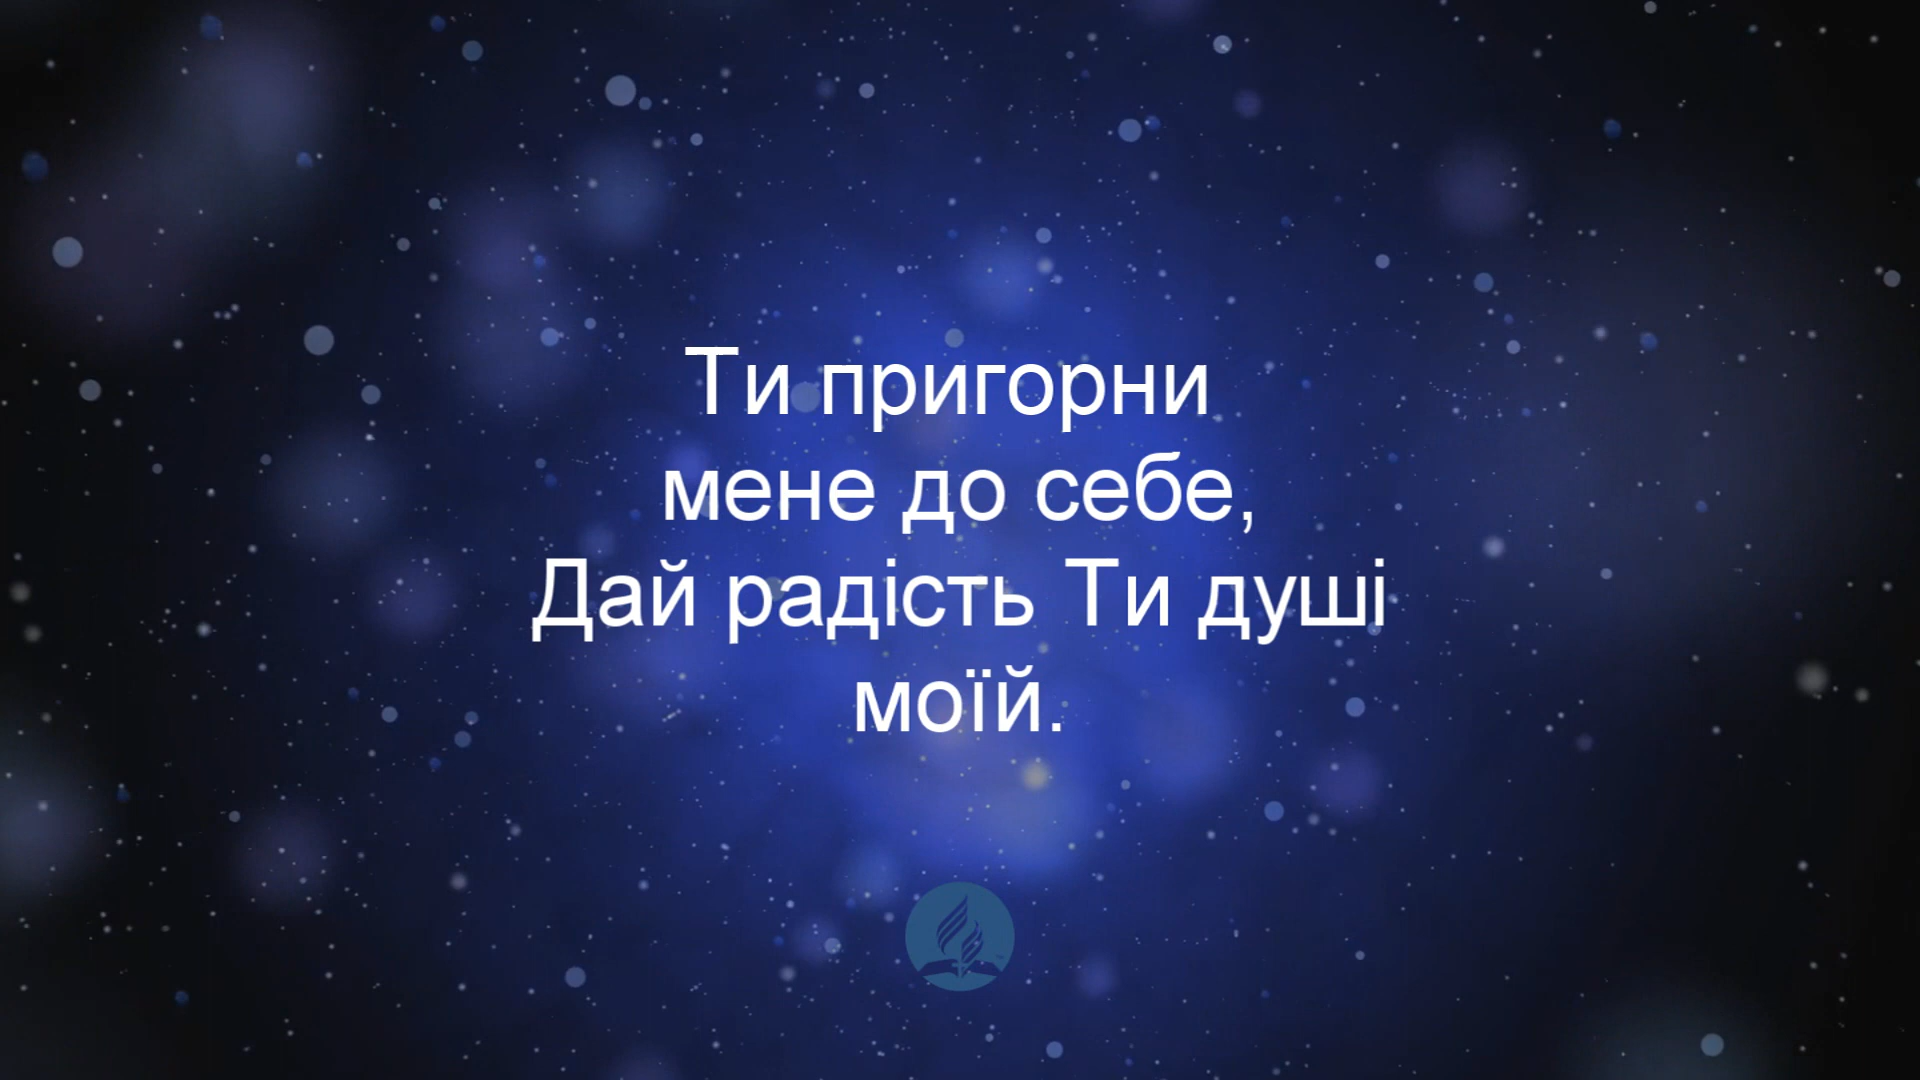 Ти пригорни
мене до себе,
Дай радість Ти душі
моїй.